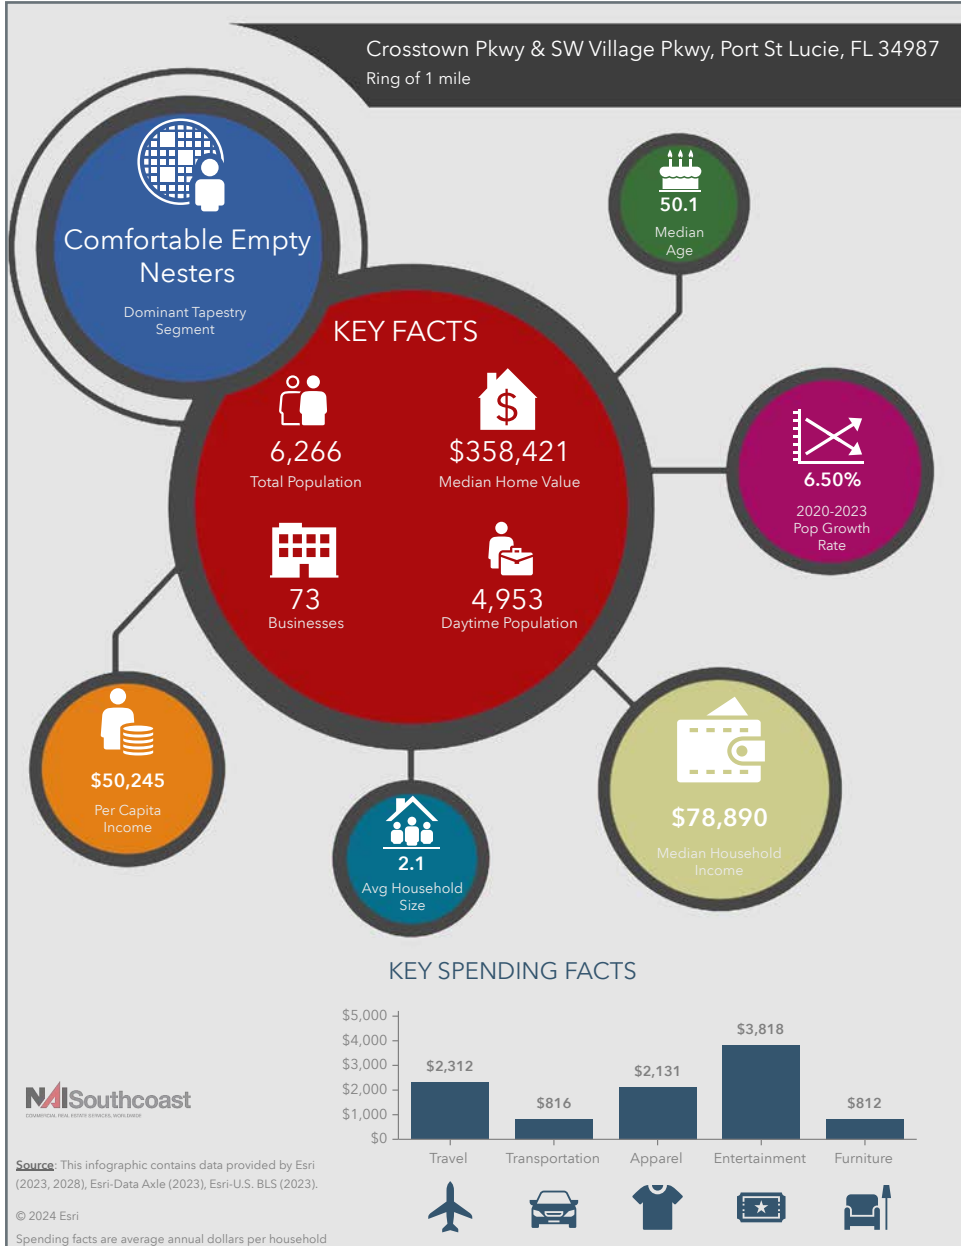 Crosstown Pkwy & SW Village Pkwy, Port St Lucie, FL 34987
Ring of 1 mile
Comfortable Empty
Nesters
Dominant Tapestry
Segment
50.1
Median
Age
KEY FACTS
6,266
Total Population
$358,421
Median Home Value
73
Businesses
4,953
Daytime Population
6.50%
2020-2023
Pop Growth
Rate
$50,245
Per Capita
Income
2.1
Avg Household
Size
$78,890
Median Household
Income
KEY SPENDING FACTS
$5,000
$4,000
$3,000
$2,000
$1,000
$0
$2,312
$816
$2,131
$3,818
$812
Travel
Transportation
Apparel
Entertainment
Furniture
NAISouthcoast
COMMERCIAL REAL ESTATE SERVICES, WORLDWIDE
Source: This infographic contains data provided by Esri
(2023, 2028), Esri-Data Axle (2023), Esri-U.S. BLS (2023).
© 2024 Esri
Spending facts are average annual dollars per household